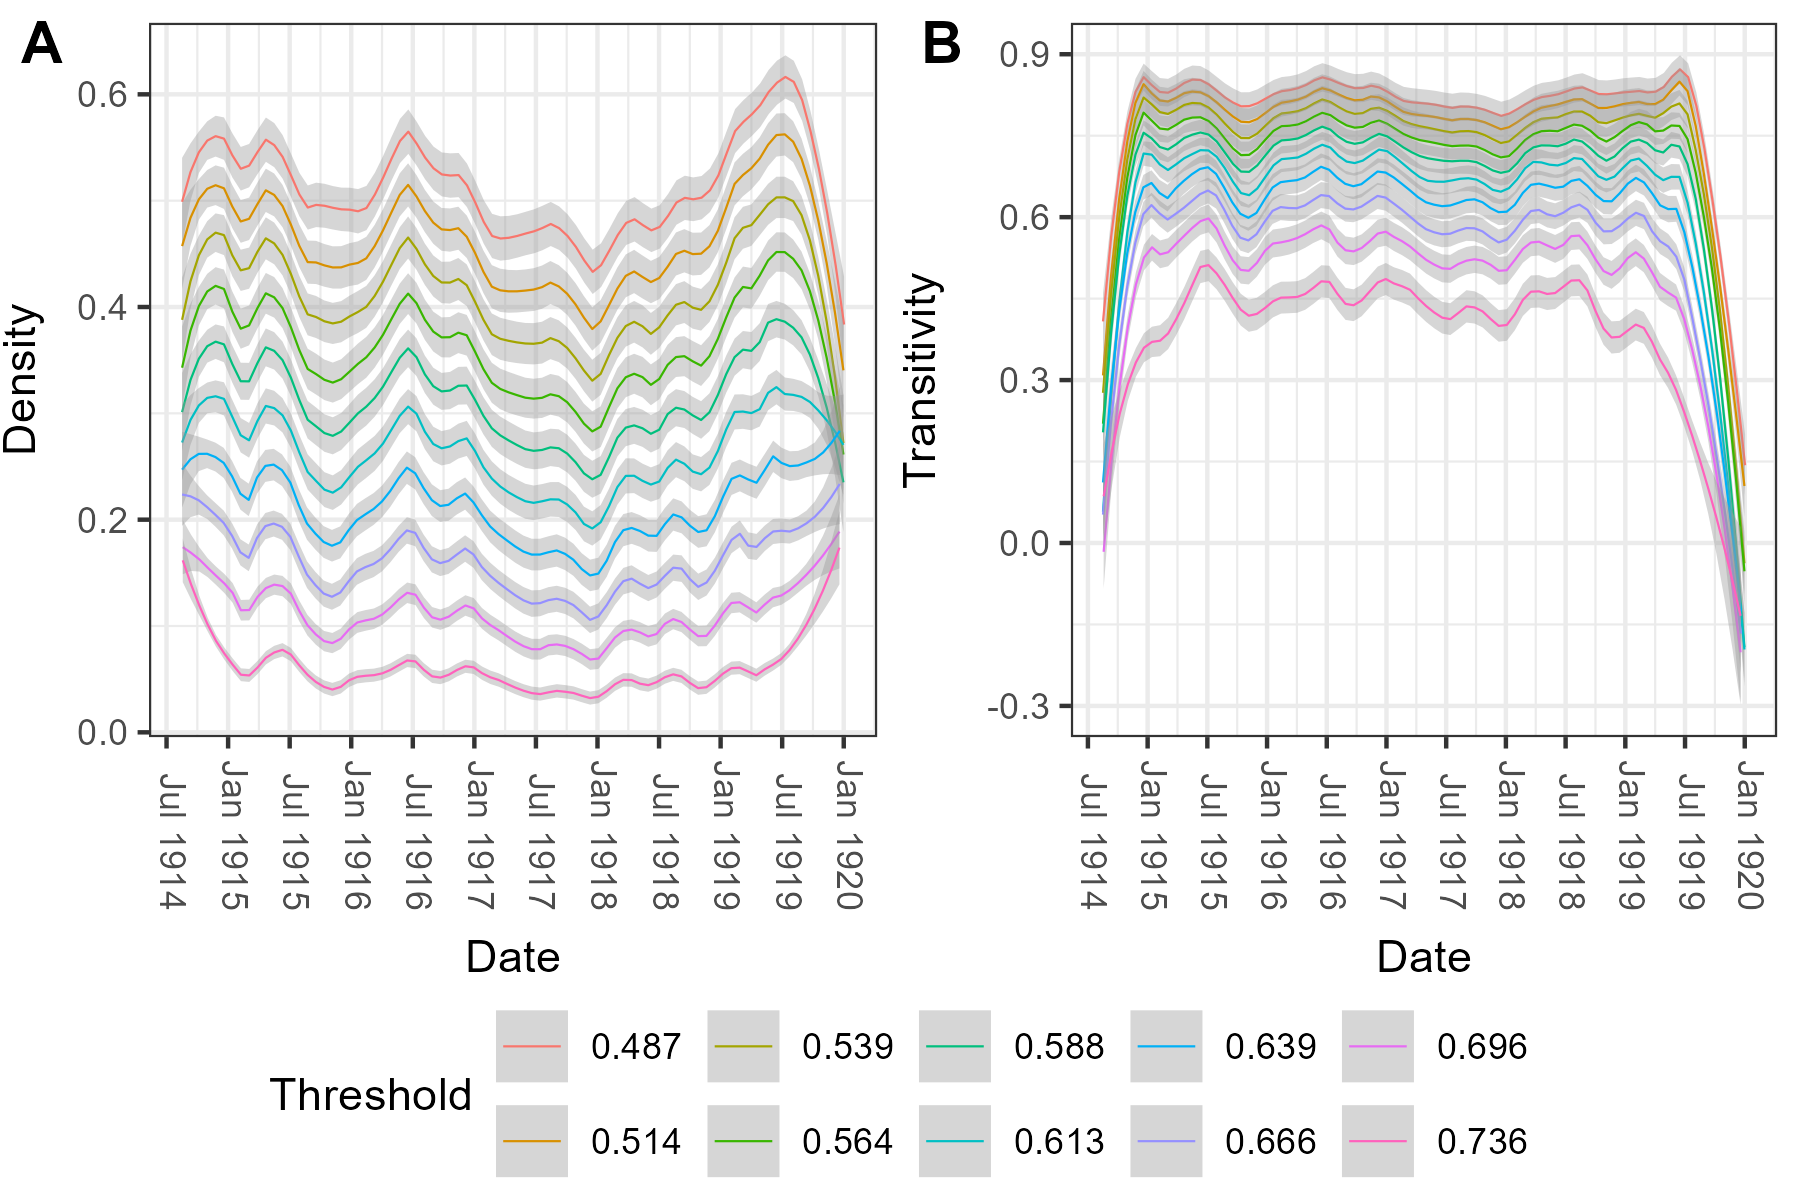 A
B
Density
0.6
0.4
0.2
0.0
Jul 1914
Jan 1915
Jul 1915
Jan 1916
Jul 1916
Jan 1917
Jul 1917
Jan 1918
Jul 1918
Jan 1919
Jul 1919
Jan 1920
Date
Transitivity
0.9
0.6
0.3
0.0
-0.3
Jul 1914
Jan 1915
Jul 1915
Jan 1916
Jul 1916
Jan 1917
Jul 1917
Jan 1918
Jul 1918
Jan 1919
Jul 1919
Jan 1920
Date
Threshold
0.487 0.539 0.588 0.639 0.696
0.514 0.564 0.613 0.666 0.736